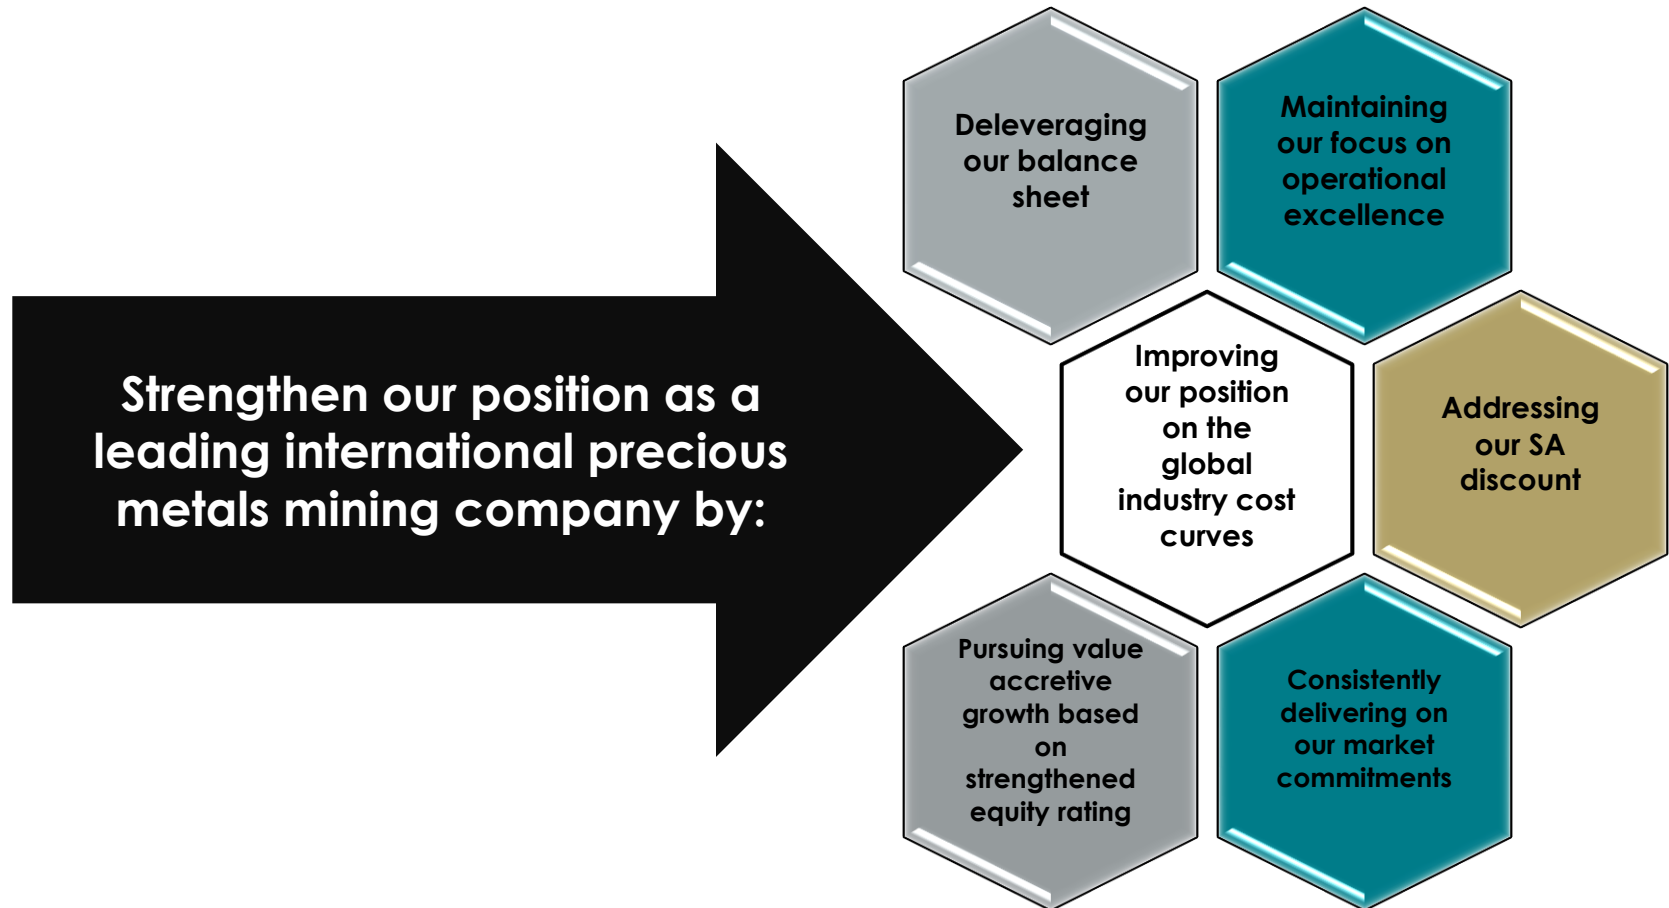 Strengthen our position as a
leading international precious
metals mining company by:
Deleveraging
our balance
sheet
Maintaining
our focus on
operational
excellence
Improving
our position
on the
global
industry cost
curves
Addressing
our SA
discount
Pursuing value
accretive
growth based
on
strengthened
equity rating
Consistently
delivering on
our market
commitments